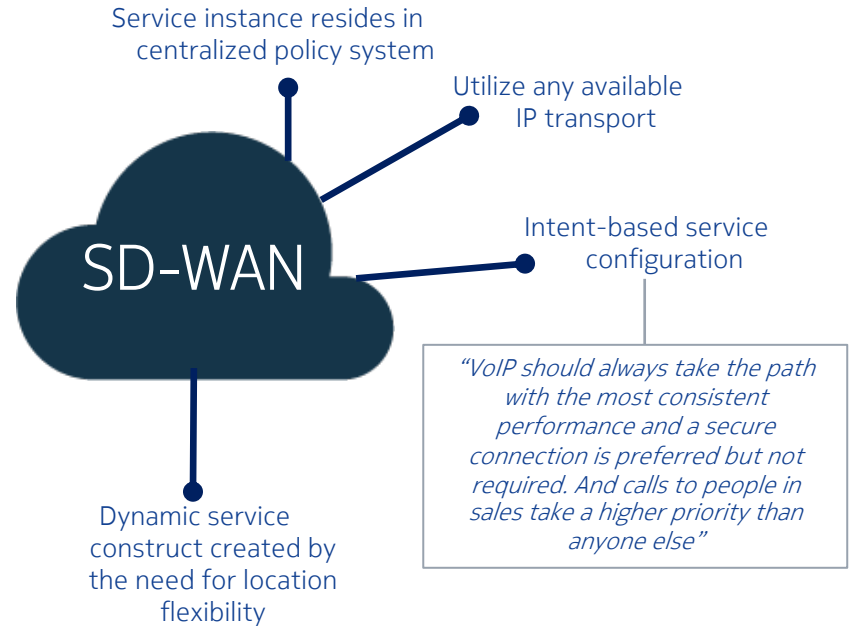 Service instance resides in
centralized policy system
Utilize any available
IP transport
SD-WAN
Intent-based service
configuration
“VoIP should always take the path
with the most consistent
performance and a secure
connection is preferred but not
required. And calls to people in
sales take a higher priority than
anyone else”
Dynamic service
construct created by
the need for location
flexibility